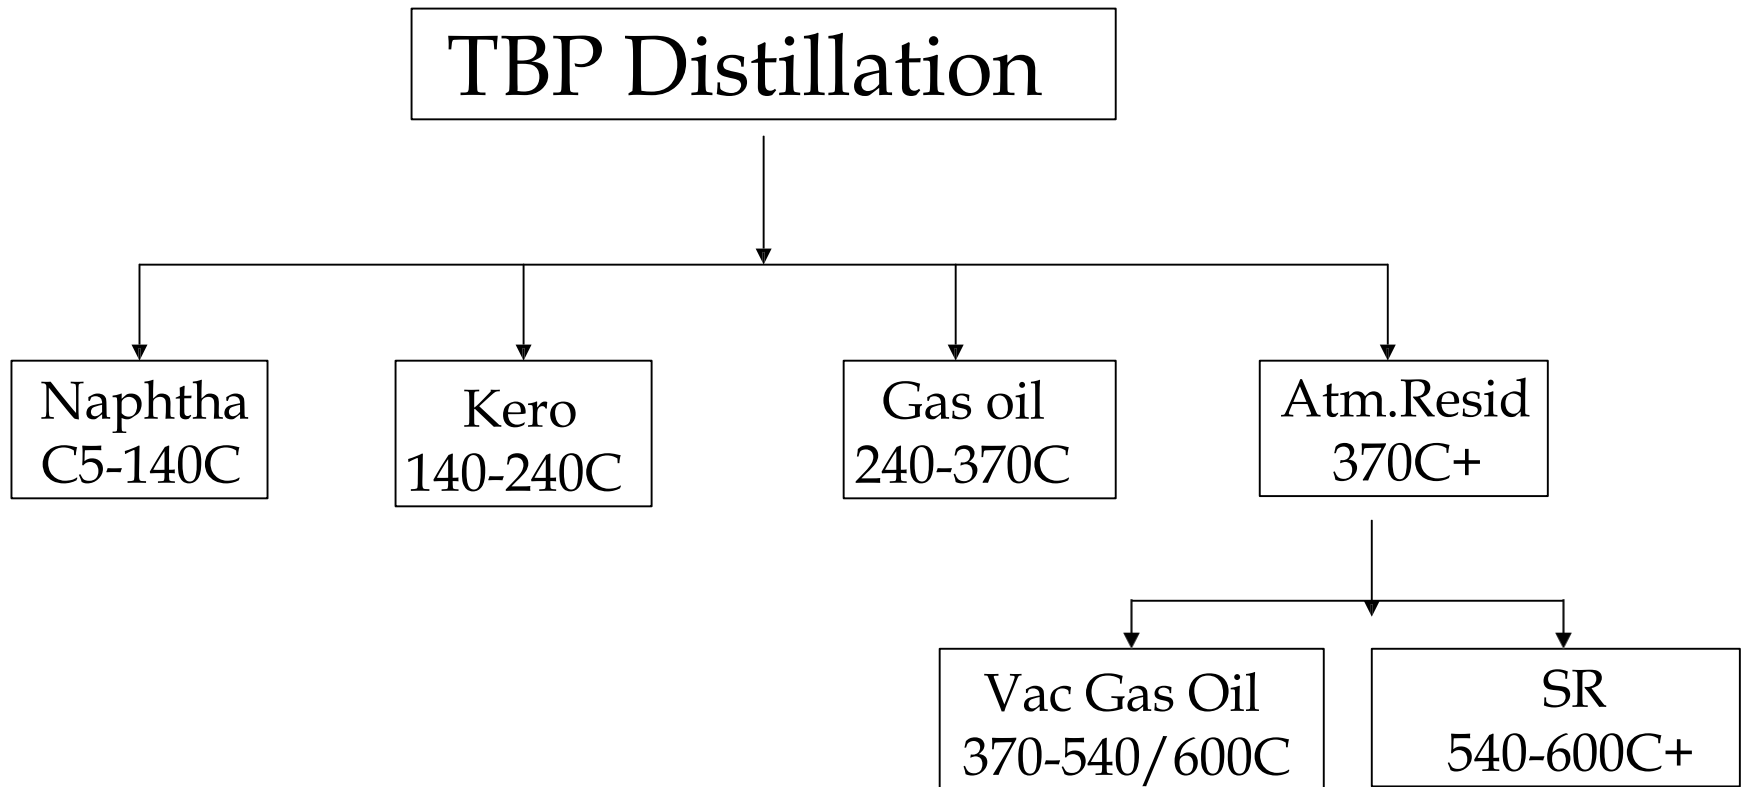 TBP Distillation
Naphtha
C5-140C
Kero
140-240C
Gas oil
240-370C
Atm.Resid
370C+
Vac Gas Oil
370-540/600C
SR
540-600C+